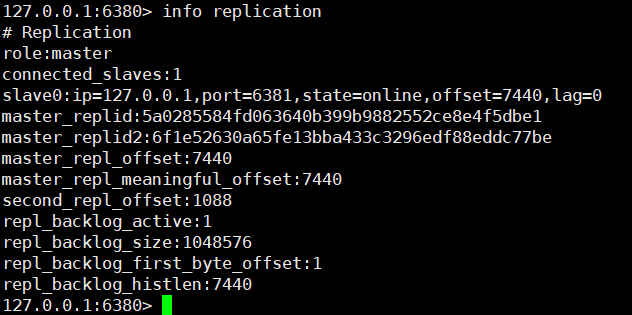 127.0.0.1:6380> info replication
# Replication
role:master
connected_slaves:1
slave0:ip=127.0.0.1,port=6381,state=online,offset=7440,lag=0
master_replid:5a0285584fd063640b399b9882552ce8e4f5dbe1
master_replid2:6f1e52630a65fe13bba433c3296edf88eddc77be
master_repl_offset:7440
master_repl_meaningful_offset:7440
second_repl_offset:1088
repl_backlog_active:1
repl_backlog_size:1048576
repl_backlog_first_byte_offset:1
repl_backlog_histlen:7440
127.0.0.1:6380>